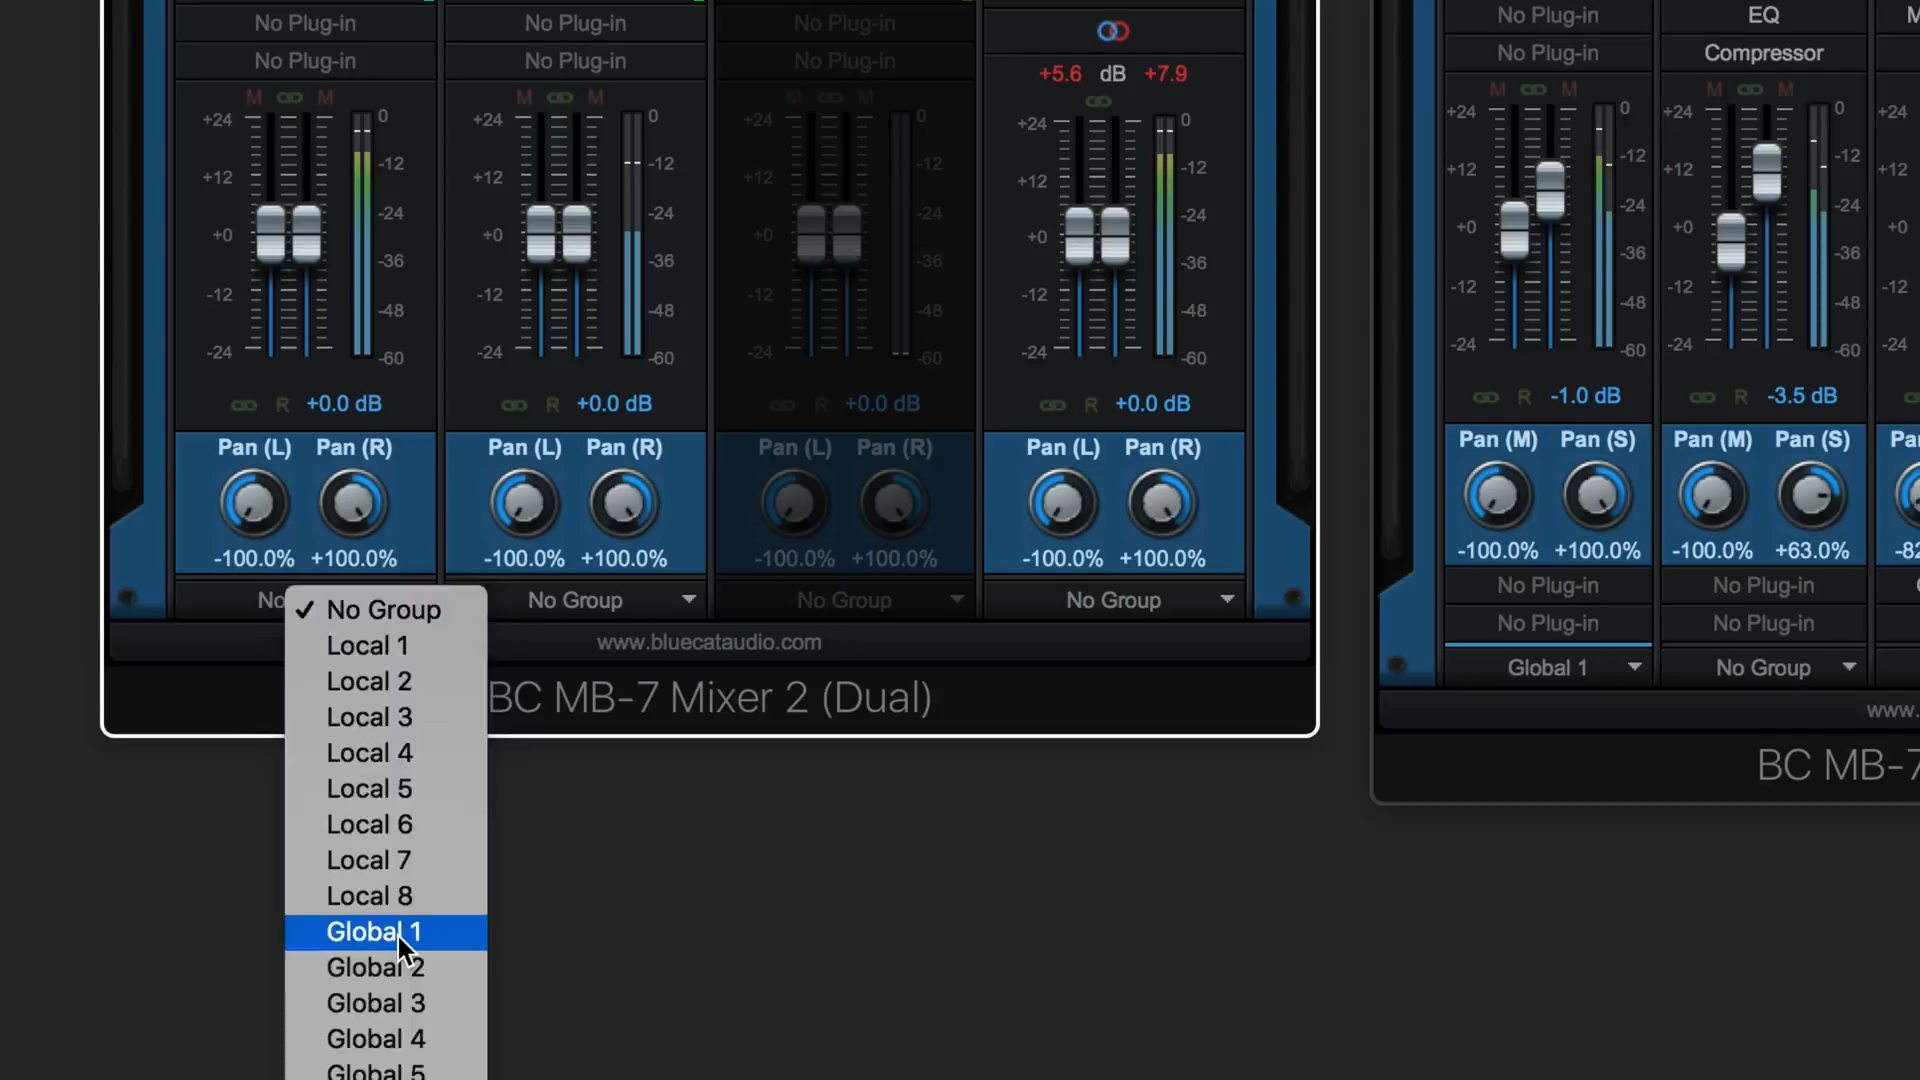 No Plug-in No Plug-in No Plug-in
No Plug-in No Plug-in No Plug-in
+5.6 dB +7.9
M M M M M M
+24 0 +24 0 +24 0 +24 0
-12 -12 -12 -12
+12 +12 +12 +12
-24 -24 -24 -24
+0 +0 +0 +0
-36 -36 -36 -36
-12 -12 -12 -12
-48 -48 -48 -48
-24 -60 -24 -60 -24 -60 -24 -60
R +0.0 dB R +0.0 dB R +0.0 dB R +0.0 dB
Pan (L) Pan (R) Pan (L) Pan (R) Pan (L) Pan (R) Pan (L) Pan (R)
-100.0% +100.0% -100.0% +100.0% -100.0% +100.0% -100.0% +100.0%
No No Group No Group No Group
www.bluecataudio.com
BC MB-7 Mixer 2 (Dual)
✓ No Group
Local 1
Local 2
Local 3
Local 4
Local 5
Local 6
Local 7
Local 8
Global 1
Global 2
Global 3
Global 4
Global 5
No Plug-in EQ M
No Plug-in Compressor
M M M M
+24 0 +24 0 +24
-12 -12
+12 +12 +12
-24 -24
+0 +0 +0
-36 -36
-12 -12 -12
-48 -48
-24 -60 -24 -60 -24
R -1.0 dB R -3.5 dB
Pan (M) Pan (S) Pan (M) Pan (S) Pa
-100.0% +100.0% -100.0% +63.0% -82
No Plug-in No Plug-in
No Plug-in No Plug-in
Global 1 No Group
www.
BC MB-7